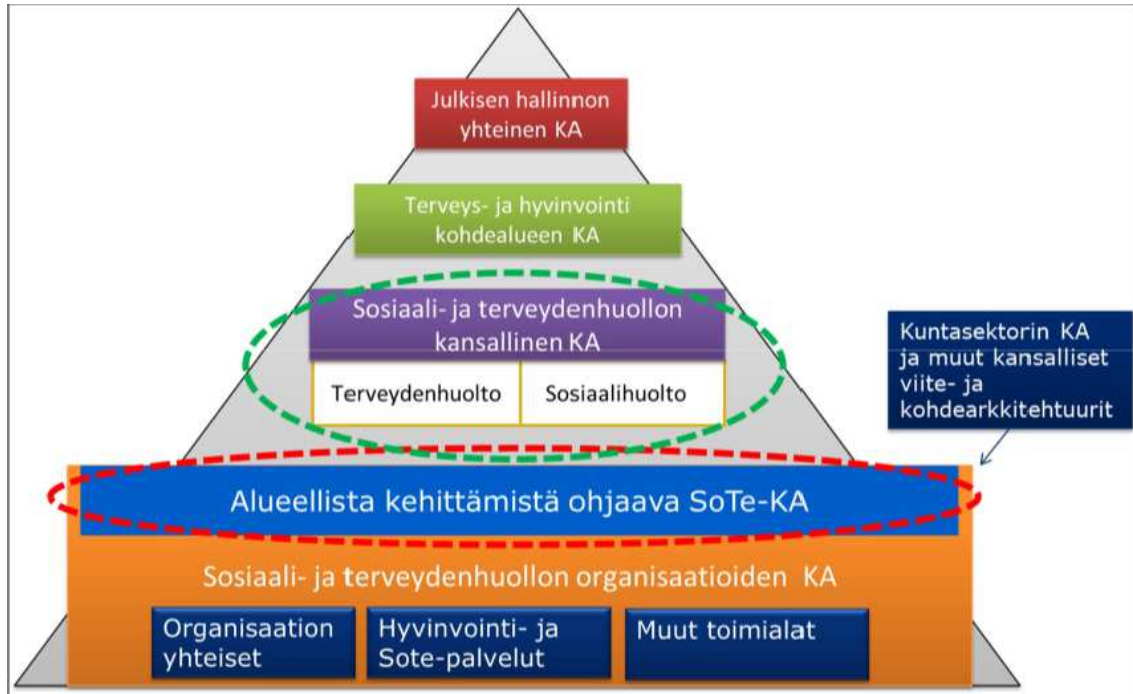 Julkisen hallinnon
yhteinen KA
Terveys- ja hyvinvointi
kohdealueen KA
Sosiaali- ja terveydenhuollon
kansallinen KA
Terveydenhuolto
Sosiaalihuolto
Kuntasektorin KA
ja muut kansalliset
viite- ja
kohdearkkitehtuurit
Alueellista kehittämistä ohjaava SoTe-KA
Sosiaali- ja terveydenhuollon organisaatioiden KA
Organisaation
yhteiset
Hyvinvointi- ja
Sote-palvelut
Muut toimialat